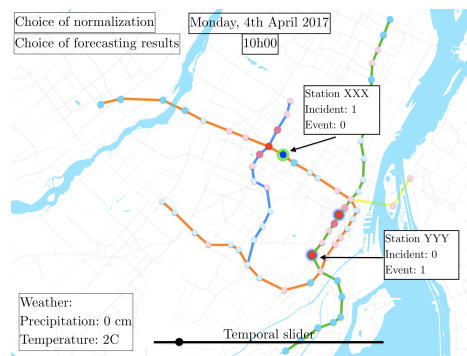 Choice of normalization
Choice of forecasting results
Monday, 4th April 2017
10h00
Station XXX
Incident: 1
Event: 0
Station YYY
Incident: 0
Event: 1
Weather:
Precipitation: 0 cm
Temperature: 2C
Temporal slider